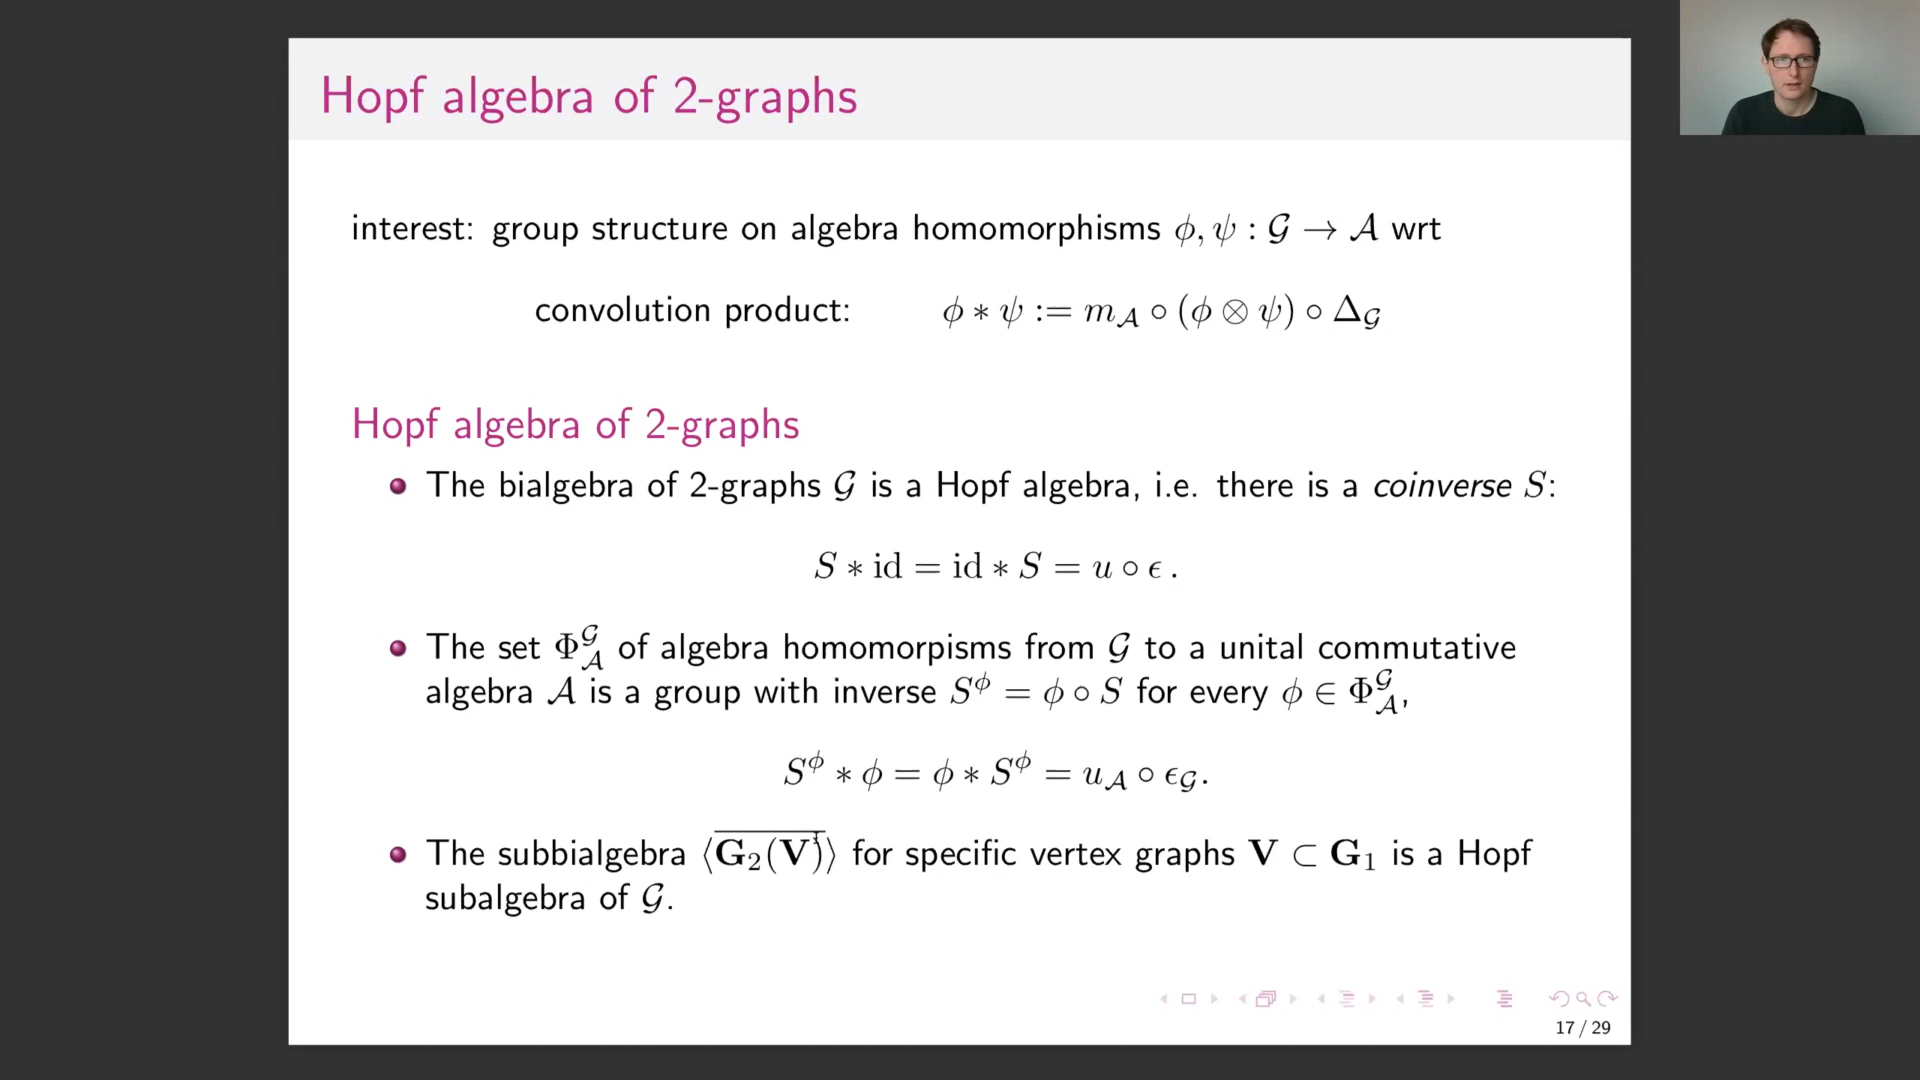 Hopf algebra of 2-graphs
interest: group structure on algebra homomorphisms ϕ, ψ : 𝒢 → 𝒜 wrt
convolution product: ϕ ∗ ψ := m_𝒜 ∘ (ϕ ⊗ ψ) ∘ Δ_𝒢
Hopf algebra of 2-graphs
The bialgebra of 2-graphs 𝒢 is a Hopf algebra, i.e. there is a coinverse S:
S ∗ id = id ∗ S = u ∘ ϵ .
The set Φ^𝒢_𝒜 of algebra homomorpisms from 𝒢 to a unital commutative
algebra 𝒜 is a group with inverse S^ϕ = ϕ ∘ S for every ϕ ∈ Φ^𝒢_𝒜,
S^ϕ ∗ ϕ = ϕ ∗ S^ϕ = u_𝒜 ∘ ϵ_𝒢.
The subbialgebra ⟨\overline{𝐆₂(𝐕)}⟩ for specific vertex graphs 𝐕 ⊂ 𝐆₁ is a Hopf
subalgebra of 𝒢.
17 / 29